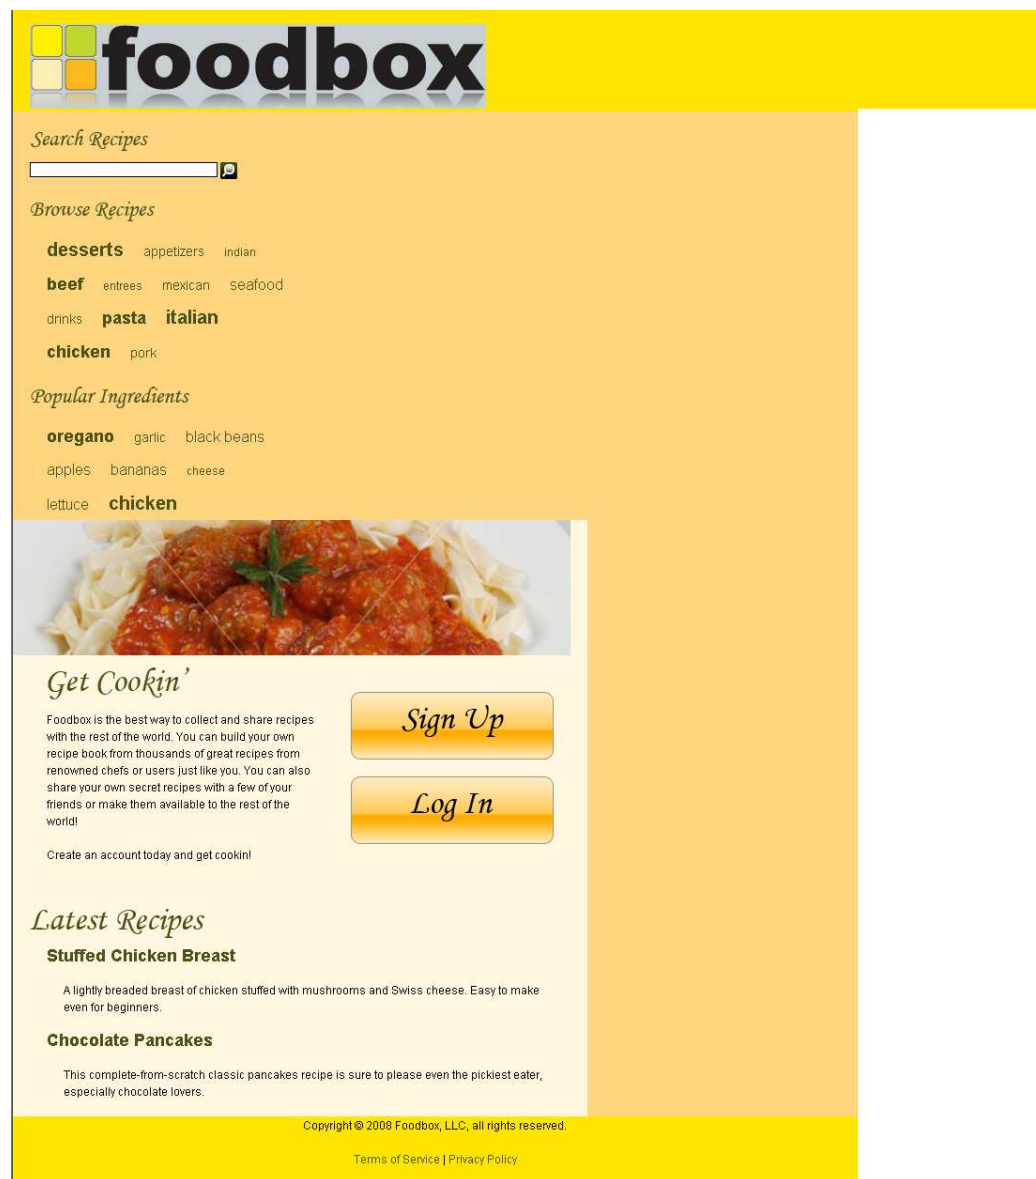 foodbox
Search Recipes
Browse Recipes
desserts appetizers indian
beef entrees mexican seafood
drinks pasta italian
chicken pork
Popular Ingredients
oregano garlic black beans
apples bananas cheese
lettuce chicken
Get Cookin'
Foodbox is the best way to collect and share recipes
with the rest of the world. You can build your own
recipe book from thousands of great recipes from
renowned chefs or users just like you. You can also
share your own secret recipes with a few of your
friends or make them available to the rest of the
world!
Create an account today and get cookin!
Sign Up
Log In
Latest Recipes
Stuffed Chicken Breast
A lightly breaded breast of chicken stuffed with mushrooms and Swiss cheese. Easy to make
even for beginners.
Chocolate Pancakes
This complete-from-scratch classic pancakes recipe is sure to please even the pickiest eater,
especially chocolate lovers.
Copyright © 2008 Foodbox, LLC, all rights reserved.
Terms of Service | Privacy Policy